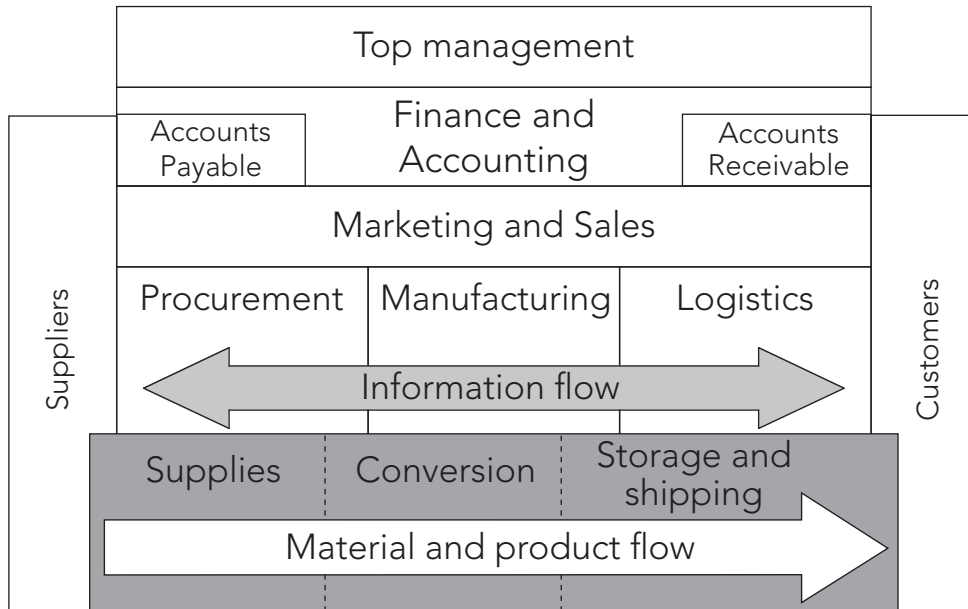 Top management
Finance and
Accounting
Accounts
Payable
Accounts
Receivable
Marketing and Sales
Suppliers
Procurement
Manufacturing
Logistics
Customers
Information flow
Supplies
Conversion
Storage and
shipping
Material and product flow